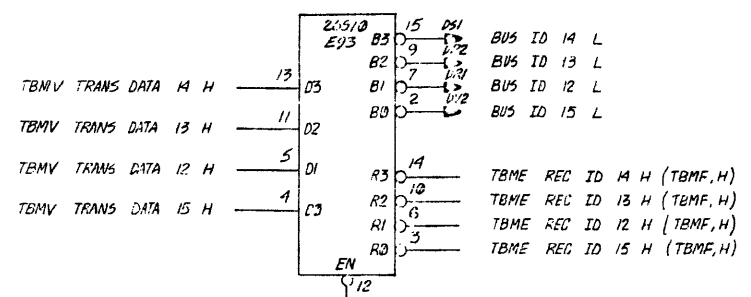 26S10
E93
13 D3
11 D2
5 D1
4 D0
B3 15 DS1 BUS ID 14 L
B2 9 BUS ID 13 L
B1 7 BUS ID 12 L
B0 2 BUS ID 15 L
TBMV TRANS DATA 14 H
TBMV TRANS DATA 13 H
TBMV TRANS DATA 12 H
TBMV TRANS DATA 15 H
R3 14 TBME REC ID 14 H (TBMF,H)
R2 10 TBME REC ID 13 H (TBMF,H)
R1 6 TBME REC ID 12 H (TBMF,H)
R0 3 TBME REC ID 15 H (TBMF,H)
EN
12